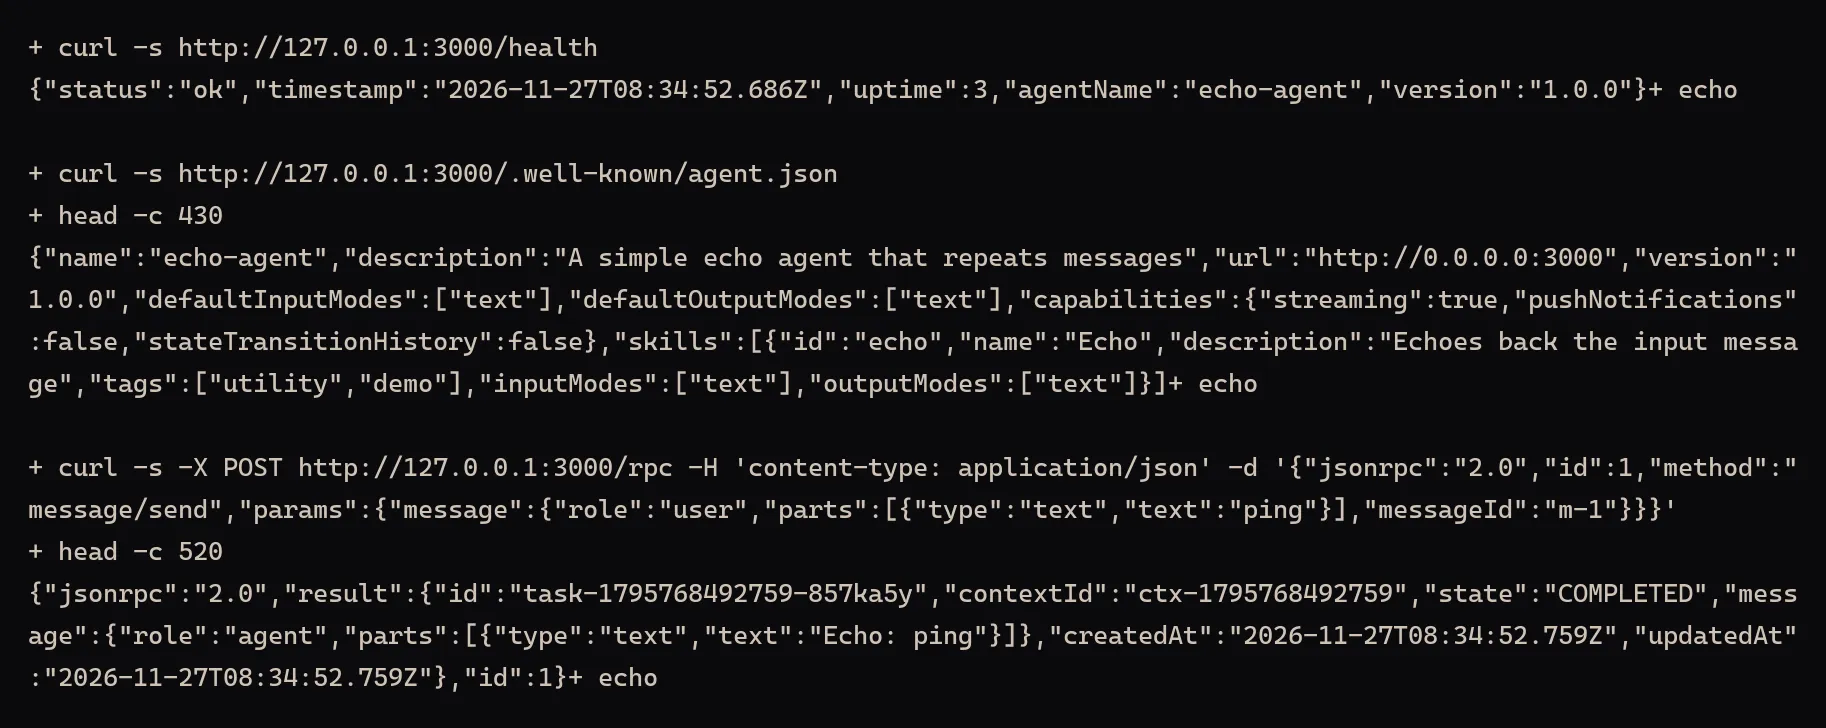 + curl -s http://127.0.0.1:3000/health
{"status":"ok","timestamp":"2026-11-27T08:34:52.686Z","uptime":3,"agentName":"echo-agent","version":"1.0.0"}+ echo

+ curl -s http://127.0.0.1:3000/.well-known/agent.json
+ head -c 430
{"name":"echo-agent","description":"A simple echo agent that repeats messages","url":"http://0.0.0.0:3000","version":"
1.0.0","defaultInputModes":["text"],"defaultOutputModes":["text"],"capabilities":{"streaming":true,"pushNotifications"
:false,"stateTransitionHistory":false},"skills":[{"id":"echo","name":"Echo","description":"Echoes back the input messa
ge","tags":["utility","demo"],"inputModes":["text"],"outputModes":["text"]}]+ echo

+ curl -s -X POST http://127.0.0.1:3000/rpc -H 'content-type: application/json' -d '{"jsonrpc":"2.0","id":1,"method":"
message/send","params":{"message":{"role":"user","parts":[{"type":"text","text":"ping"}],"messageId":"m-1"}}}'
+ head -c 520
{"jsonrpc":"2.0","result":{"id":"task-1795768492759-857ka5y","contextId":"ctx-1795768492759","state":"COMPLETED","mess
age":{"role":"agent","parts":[{"type":"text","text":"Echo: ping"}]},"createdAt":"2026-11-27T08:34:52.759Z","updatedAt"
:"2026-11-27T08:34:52.759Z"},"id":1}+ echo